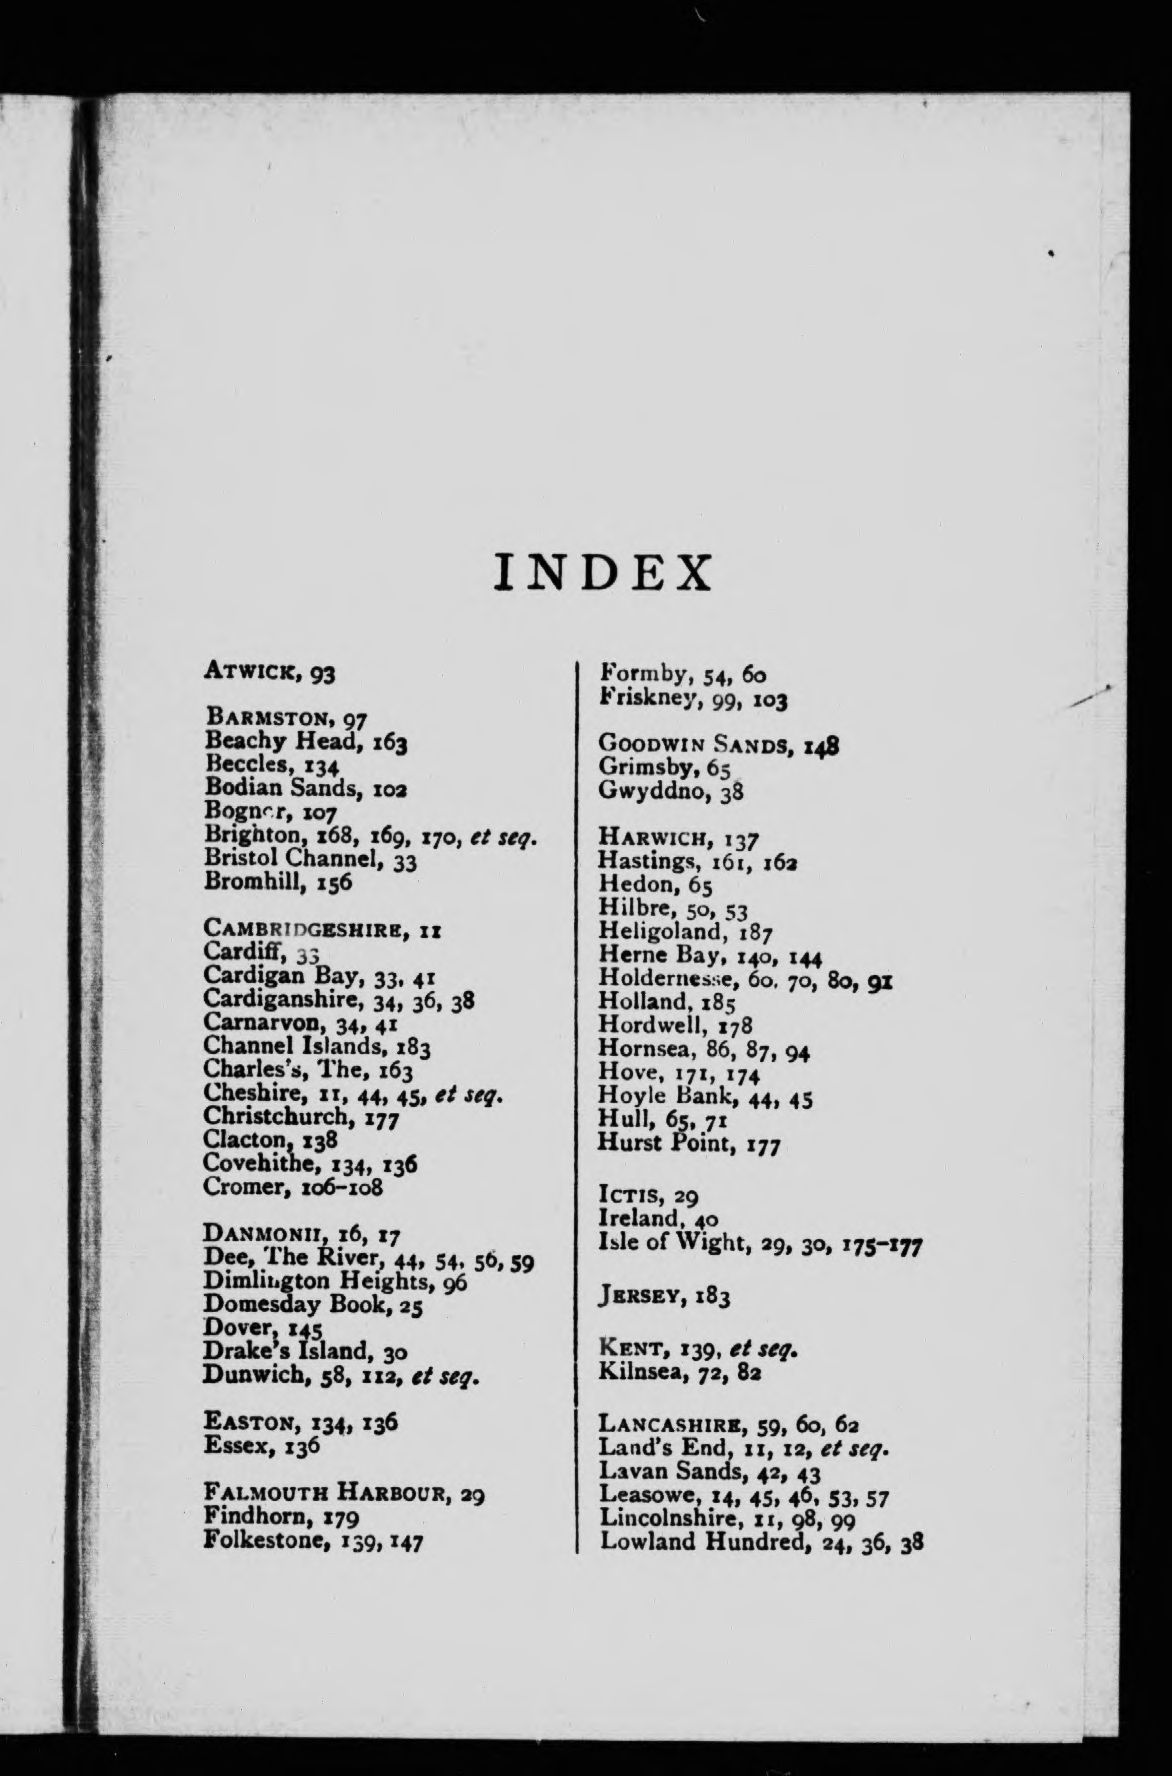 INDEX
ATWICK, 93
BARMSTON, 97
Beachy Head, 163
Beccles, 134
Bodian Sands, 102
Bognor, 107
Brighton, 168, 169, 170, et seq.
Bristol Channel, 33
Bromhill, 156
CAMBRIDGESHIRE, 11
Cardiff, 33
Cardigan Bay, 33, 41
Cardiganshire, 34, 36, 38
Carnarvon, 34, 41
Channel Islands, 183
Charles's, The, 163
Cheshire, 11, 44, 45, et seq.
Christchurch, 177
Clacton, 138
Covehithe, 134, 136
Cromer, 106–108
DANMONII, 16, 17
Dee, The River, 44, 54, 56, 59
Dimlington Heights, 96
Domesday Book, 25
Dover, 145
Drake's Island, 30
Dunwich, 58, 112, et seq.
EASTON, 134, 136
Essex, 136
FALMOUTH HARBOUR, 29
Findhorn, 179
Folkestone, 139, 147
Formby, 54, 60
Friskney, 99, 103
GOODWIN SANDS, 148
Grimsby, 65
Gwyddno, 38
HARWICH, 137
Hastings, 161, 162
Hedon, 65
Hilbre, 50, 53
Heligoland, 187
Herne Bay, 140, 144
Holdernesse, 60, 70, 80, 91
Holland, 185
Hordwell, 178
Hornsea, 86, 87, 94
Hove, 171, 174
Hoyle Bank, 44, 45
Hull, 65, 71
Hurst Point, 177
ICTIS, 29
Ireland, 40
Isle of Wight, 29, 30, 175–177
JERSEY, 183
KENT, 139, et seq.
Kilnsea, 72, 82
LANCASHIRE, 59, 60, 62
Land's End, 11, 12, et seq.
Lavan Sands, 42, 43
Leasowe, 14, 45, 46, 53, 57
Lincolnshire, 11, 98, 99
Lowland Hundred, 24, 36, 38